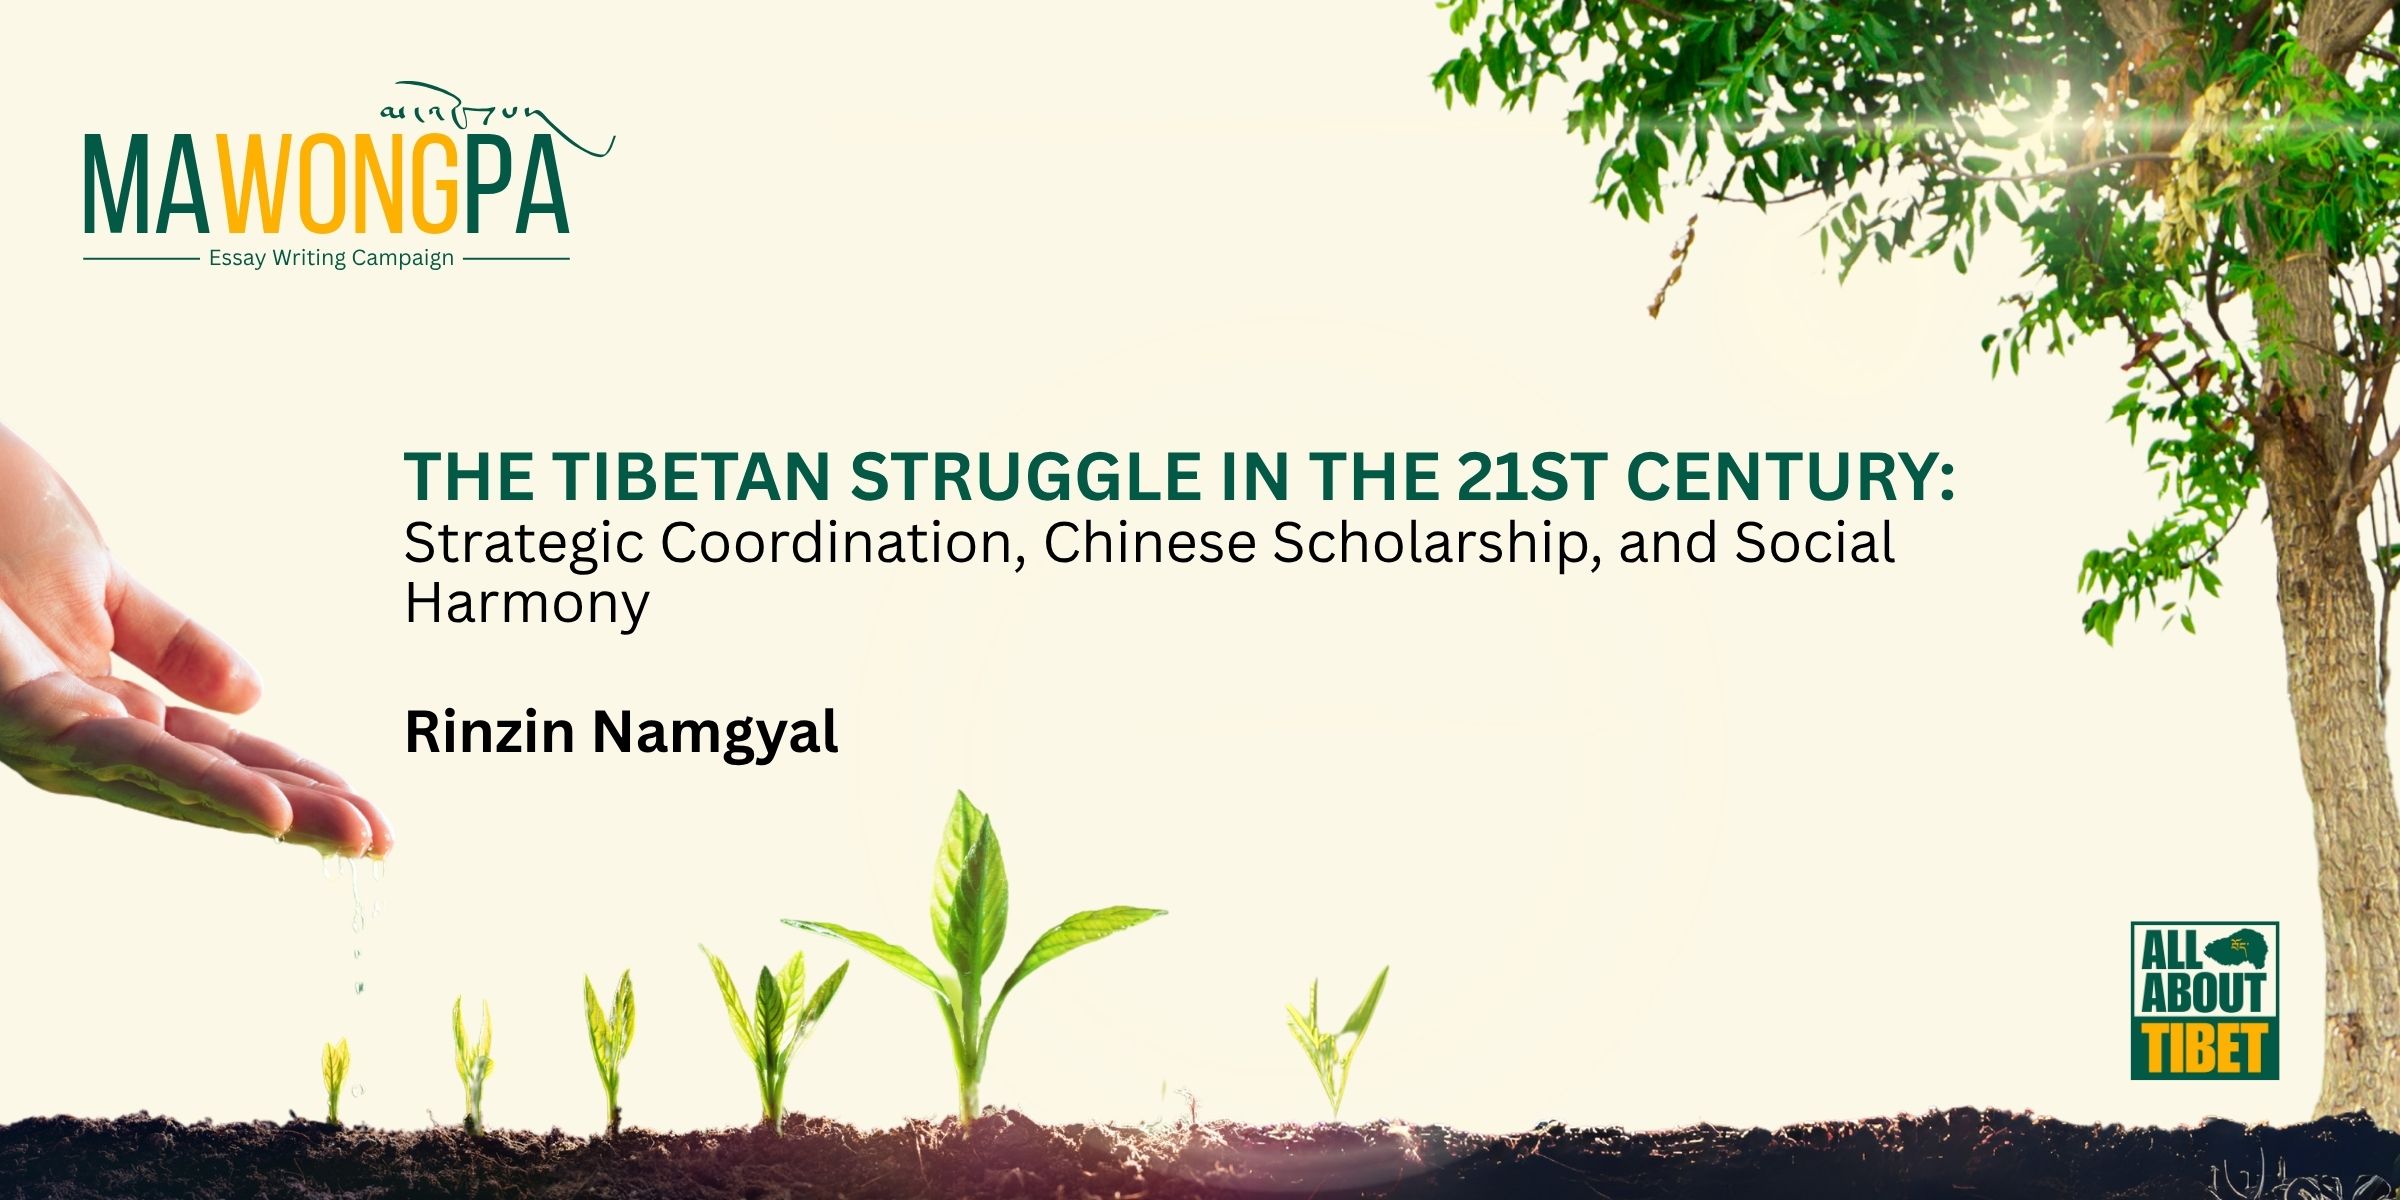 མ་འོངས་པ
MAWONGPA
Essay Writing Campaign
THE TIBETAN STRUGGLE IN THE 21ST CENTURY:
Strategic Coordination, Chinese Scholarship, and Social
Harmony
Rinzin Namgyal
ALL བོད་
ABOUT
TIBET